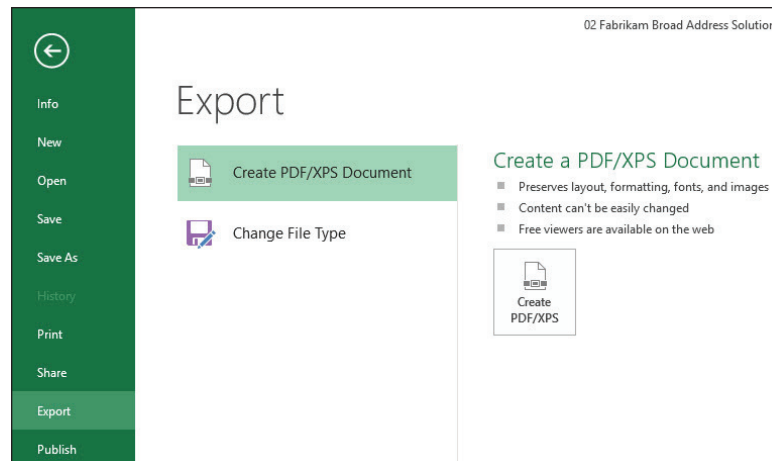 02 Fabrikam Broad Address Solution
Info
New
Open
Save
Save As
History
Print
Share
Export
Publish
Export
Create PDF/XPS Document
Change File Type
Create a PDF/XPS Document
Preserves layout, formatting, fonts, and images
Content can't be easily changed
Free viewers are available on the web
Create
PDF/XPS